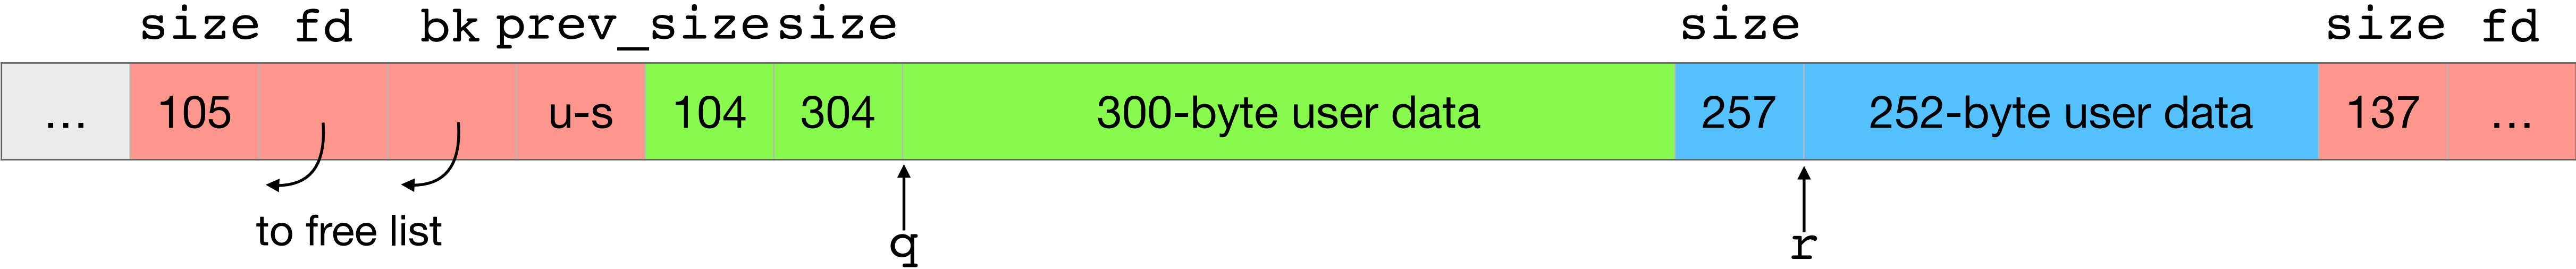 size fd bk prev_size size size size fd
... 105 u-s 104 304 300-byte user data 257 252-byte user data 137 ...
to free list
q r